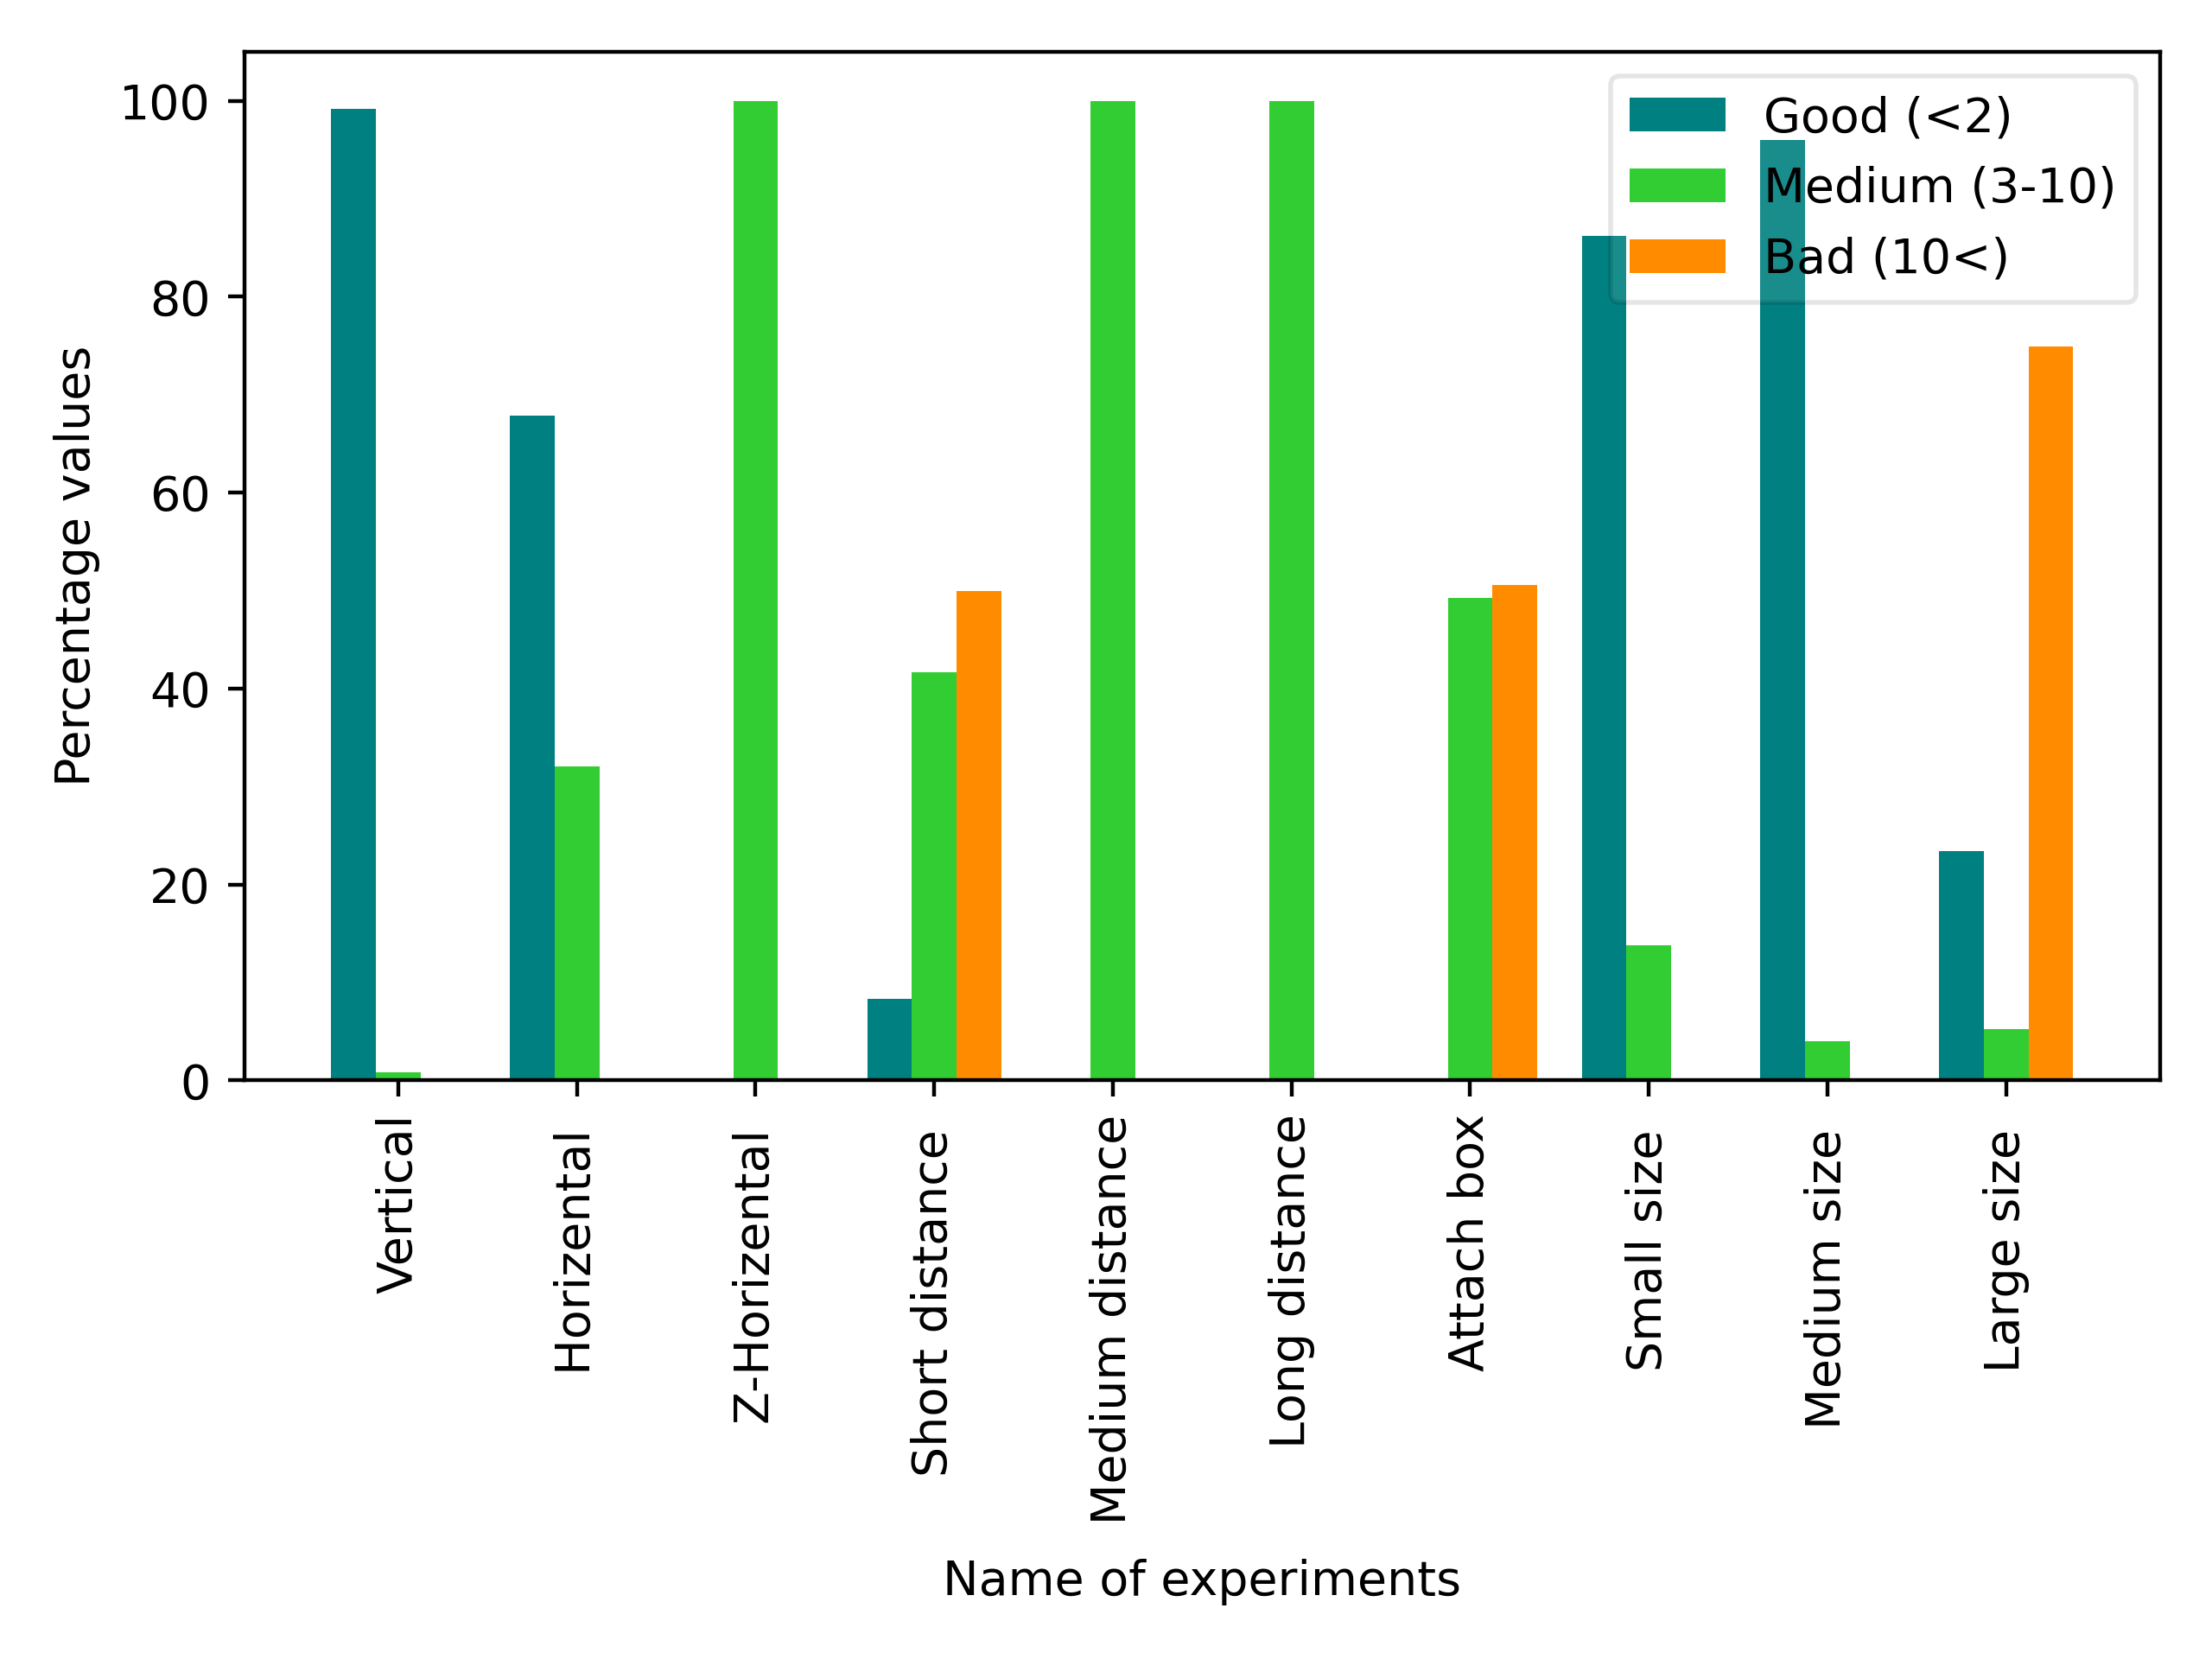 Good (<2)
Medium (3-10)
Bad (10<)
Percentage values
100
80
60
40
20
0
Vertical
Horizental
Z-Horizental
Short distance
Medium distance
Long distance
Attach box
Small size
Medium size
Large size
Name of experiments